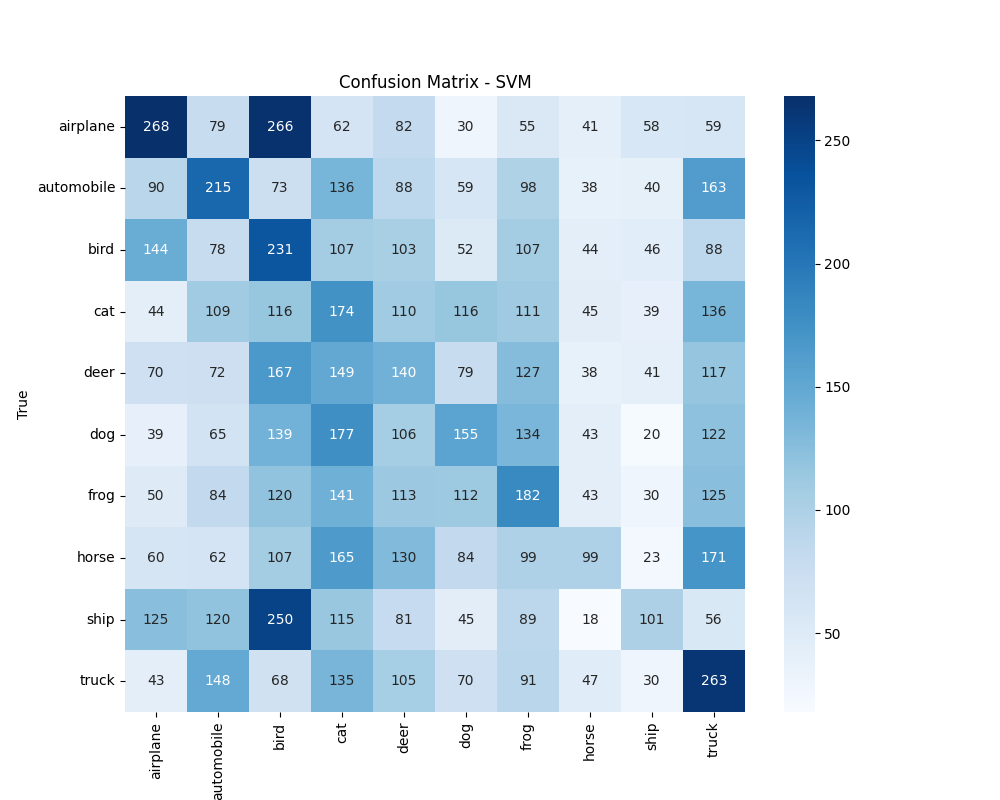 Confusion Matrix - SVM
airplane 268 79 266 62 82 30 55 41 58 59
automobile 90 215 73 136 88 59 98 38 40 163
bird 144 78 231 107 103 52 107 44 46 88
cat 44 109 116 174 110 116 111 45 39 136
deer 70 72 167 149 140 79 127 38 41 117
dog 39 65 139 177 106 155 134 43 20 122
frog 50 84 120 141 113 112 182 43 30 125
horse 60 62 107 165 130 84 99 99 23 171
ship 125 120 250 115 81 45 89 18 101 56
truck 43 148 68 135 105 70 91 47 30 263
True
airplane automobile bird cat deer dog frog horse ship truck
250
200
150
100
50